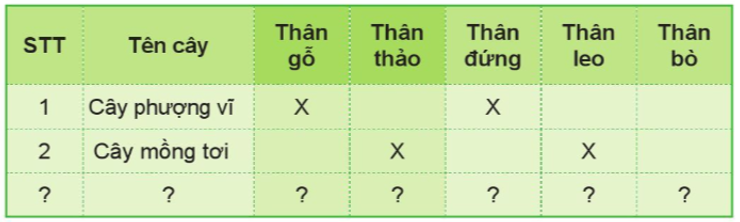 STT Tên cây Thân gỗ Thân thảo Thân đứng Thân leo Thân bò
1 Cây phượng vĩ X X
2 Cây mồng tơi X X
? ? ? ? ? ? ?